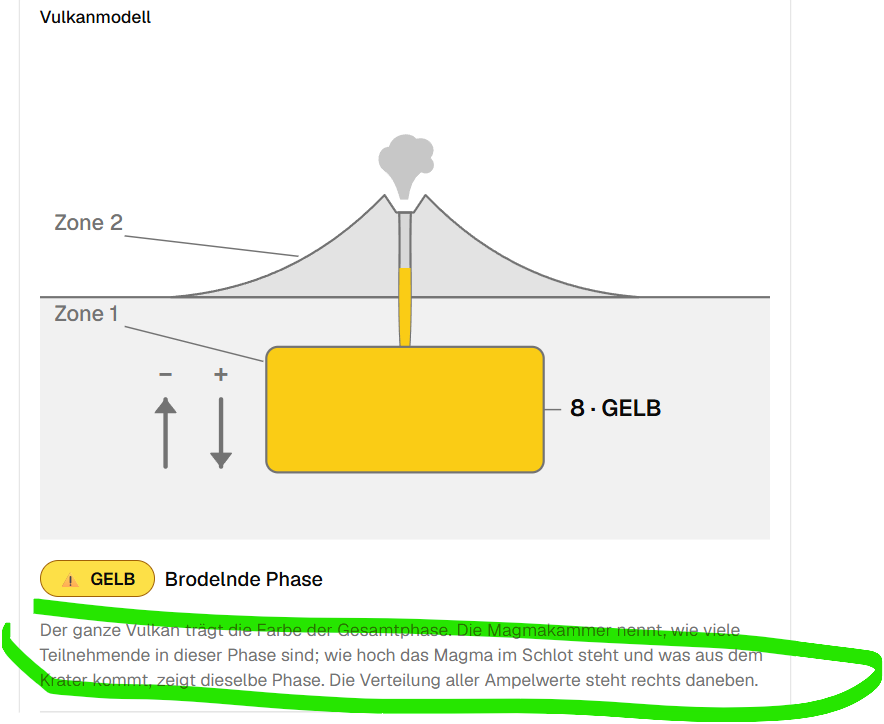 Vulkanmodell
Zone 2
Zone 1
− +
8 · GELB
⚠ GELB Brodelnde Phase
Der ganze Vulkan trägt die Farbe der Gesamtphase. Die Magmakammer nennt, wie viele
Teilnehmende in dieser Phase sind; wie hoch das Magma im Schlot steht und was aus dem
Krater kommt, zeigt dieselbe Phase. Die Verteilung aller Ampelwerte steht rechts daneben.